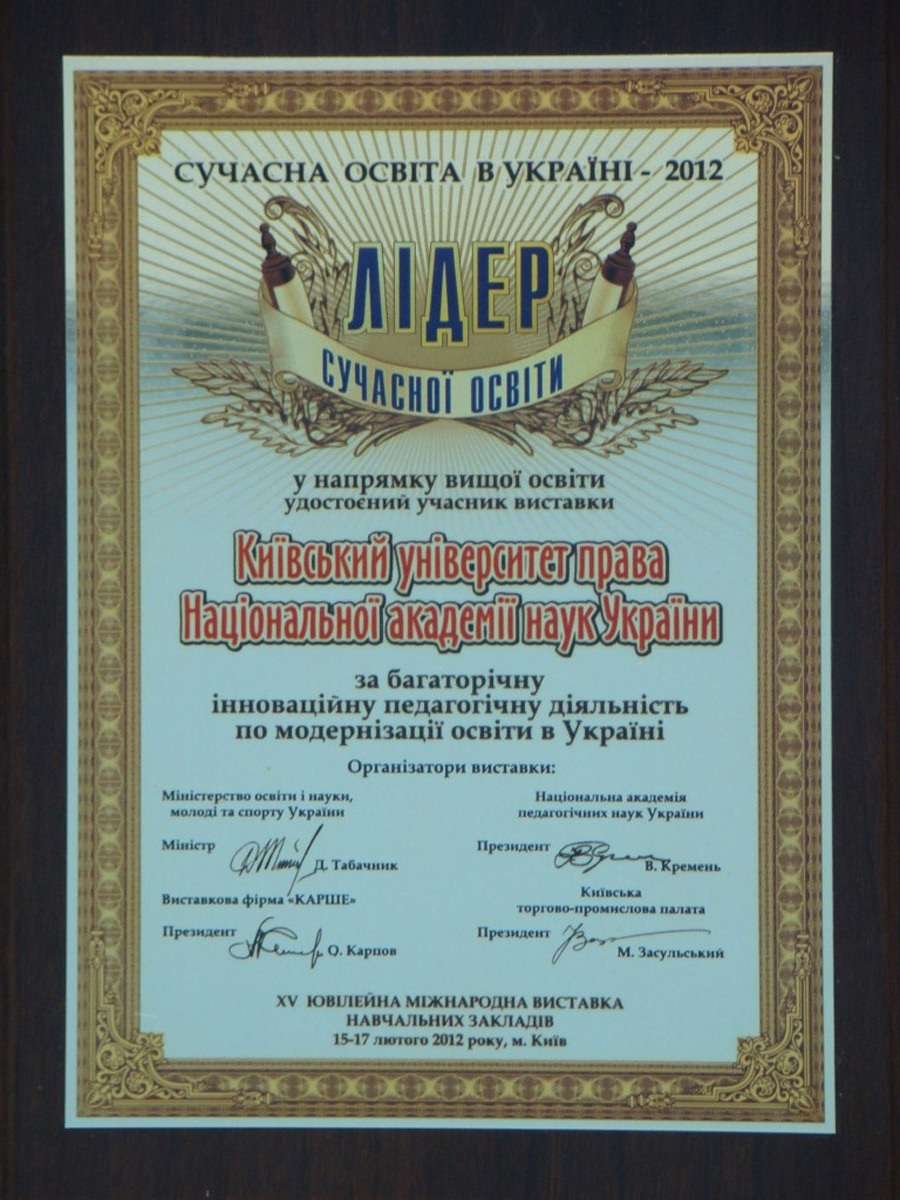 СУЧАСНА ОСВІТА В УКРАЇНІ - 2012
ЛІДЕР
СУЧАСНОЇ ОСВІТИ
у напрямку вищої освіти
удостоєний учасник виставки
Київський університет права
Національної академії наук України
за багаторічну
інноваційну педагогічну діяльність
по модернізації освіти в Україні
Організатори виставки:
Міністерство освіти і науки,
молоді та спорту України
Міністр
Д. Табачник
Національна академія
педагогічних наук України
Президент
В. Кремень
Виставкова фірма «КАРШЕ»
Президент
О. Карпов
Київська
торгово-промислова палата
Президент
М. Засульський
XV ЮВІЛЕЙНА МІЖНАРОДНА ВИСТАВКА
НАВЧАЛЬНИХ ЗАКЛАДІВ
15-17 лютого 2012 року, м. Київ